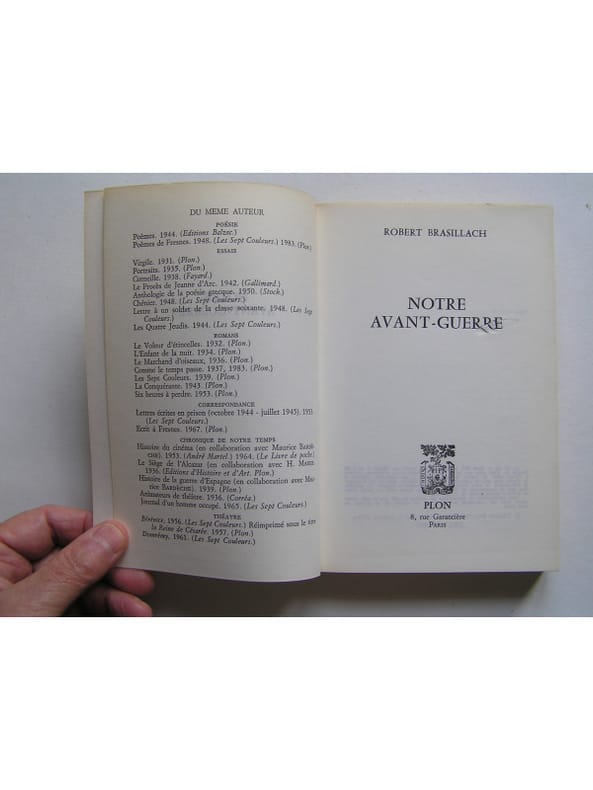 DU MEME AUTEUR
POÉSIE
Poèmes. 1944. (Editions Balzac.)
Poèmes de Fresnes. 1948. (Les Sept Couleurs.) 1983. (Plon.)
ESSAIS
Virgile. 1931. (Plon.)
Portraits. 1935. (Plon.)
Corneille. 1938. (Fayard.)
Le Procès de Jeanne d'Arc. 1942. (Gallimard.)
Anthologie de la poésie grecque. 1950. (Stock.)
Chénier. 1948. (Les Sept Couleurs.)
Lettre à un soldat de la classe soixante. 1948. (Les Sept
Couleurs.)
Les Quatre Jeudis. 1944. (Les Sept Couleurs.)
ROMANS
Le Voleur d'étincelles. 1932. (Plon.)
L'Enfant de la nuit. 1934. (Plon.)
Le Marchand d'oiseaux, 1936. (Plon.)
Comme le temps passe. 1937, 1983. (Plon.)
Les Sept Couleurs. 1939. (Plon.)
La Conquérante. 1943. (Plon.)
Six heures à perdre. 1953. (Plon.)
CORRESPONDANCE
Lettres écrites en prison (octobre 1944 - juillet 1945). 1953.
(Les Sept Couleurs.)
Ecrit à Fresnes. 1967. (Plon.)
CHRONIQUE DE NOTRE TEMPS
Histoire du cinéma (en collaboration avec Maurice BARDÈ-
CHE). 1953. (André Martel.) 1964. (Le Livre de poche.)
Le Siège de l'Alcazar (en collaboration avec H. MASSIS
1936. (Editions d'Histoire et d'Art. Plon.)
Histoire de la guerre d'Espagne (en collaboration avec Mau-
rice BARDÈCHE). 1939. (Plon.)
Animateurs de théâtre. 1936. (Corrêa.)
Journal d'un homme occupé. 1965. (Les Sept Couleurs.)
THÉÂTRE
Bérénice, 1956. (Les Sept Couleurs.) Réimprimé sous le titre
la Reine de Césarée. 1957. (Plon.)
Domrémy, 1961. (Les Sept Couleurs.)
ROBERT BRASILLACH
NOTRE
AVANT-GUERRE
PLON
8, rue Garancière
PARIS